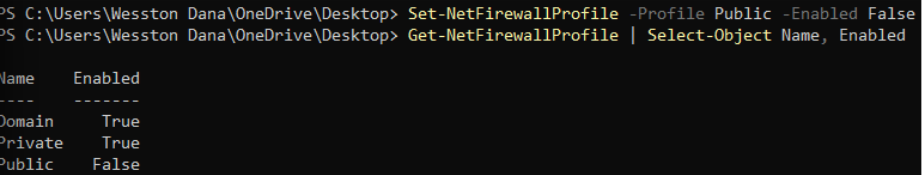 PS C:\Users\Wesston Dana\OneDrive\Desktop> Set-NetFirewallProfile -Profile Public -Enabled False
PS C:\Users\Wesston Dana\OneDrive\Desktop> Get-NetFirewallProfile | Select-Object Name, Enabled
Name    Enabled
----    -------
Domain    True
Private    True
Public    False